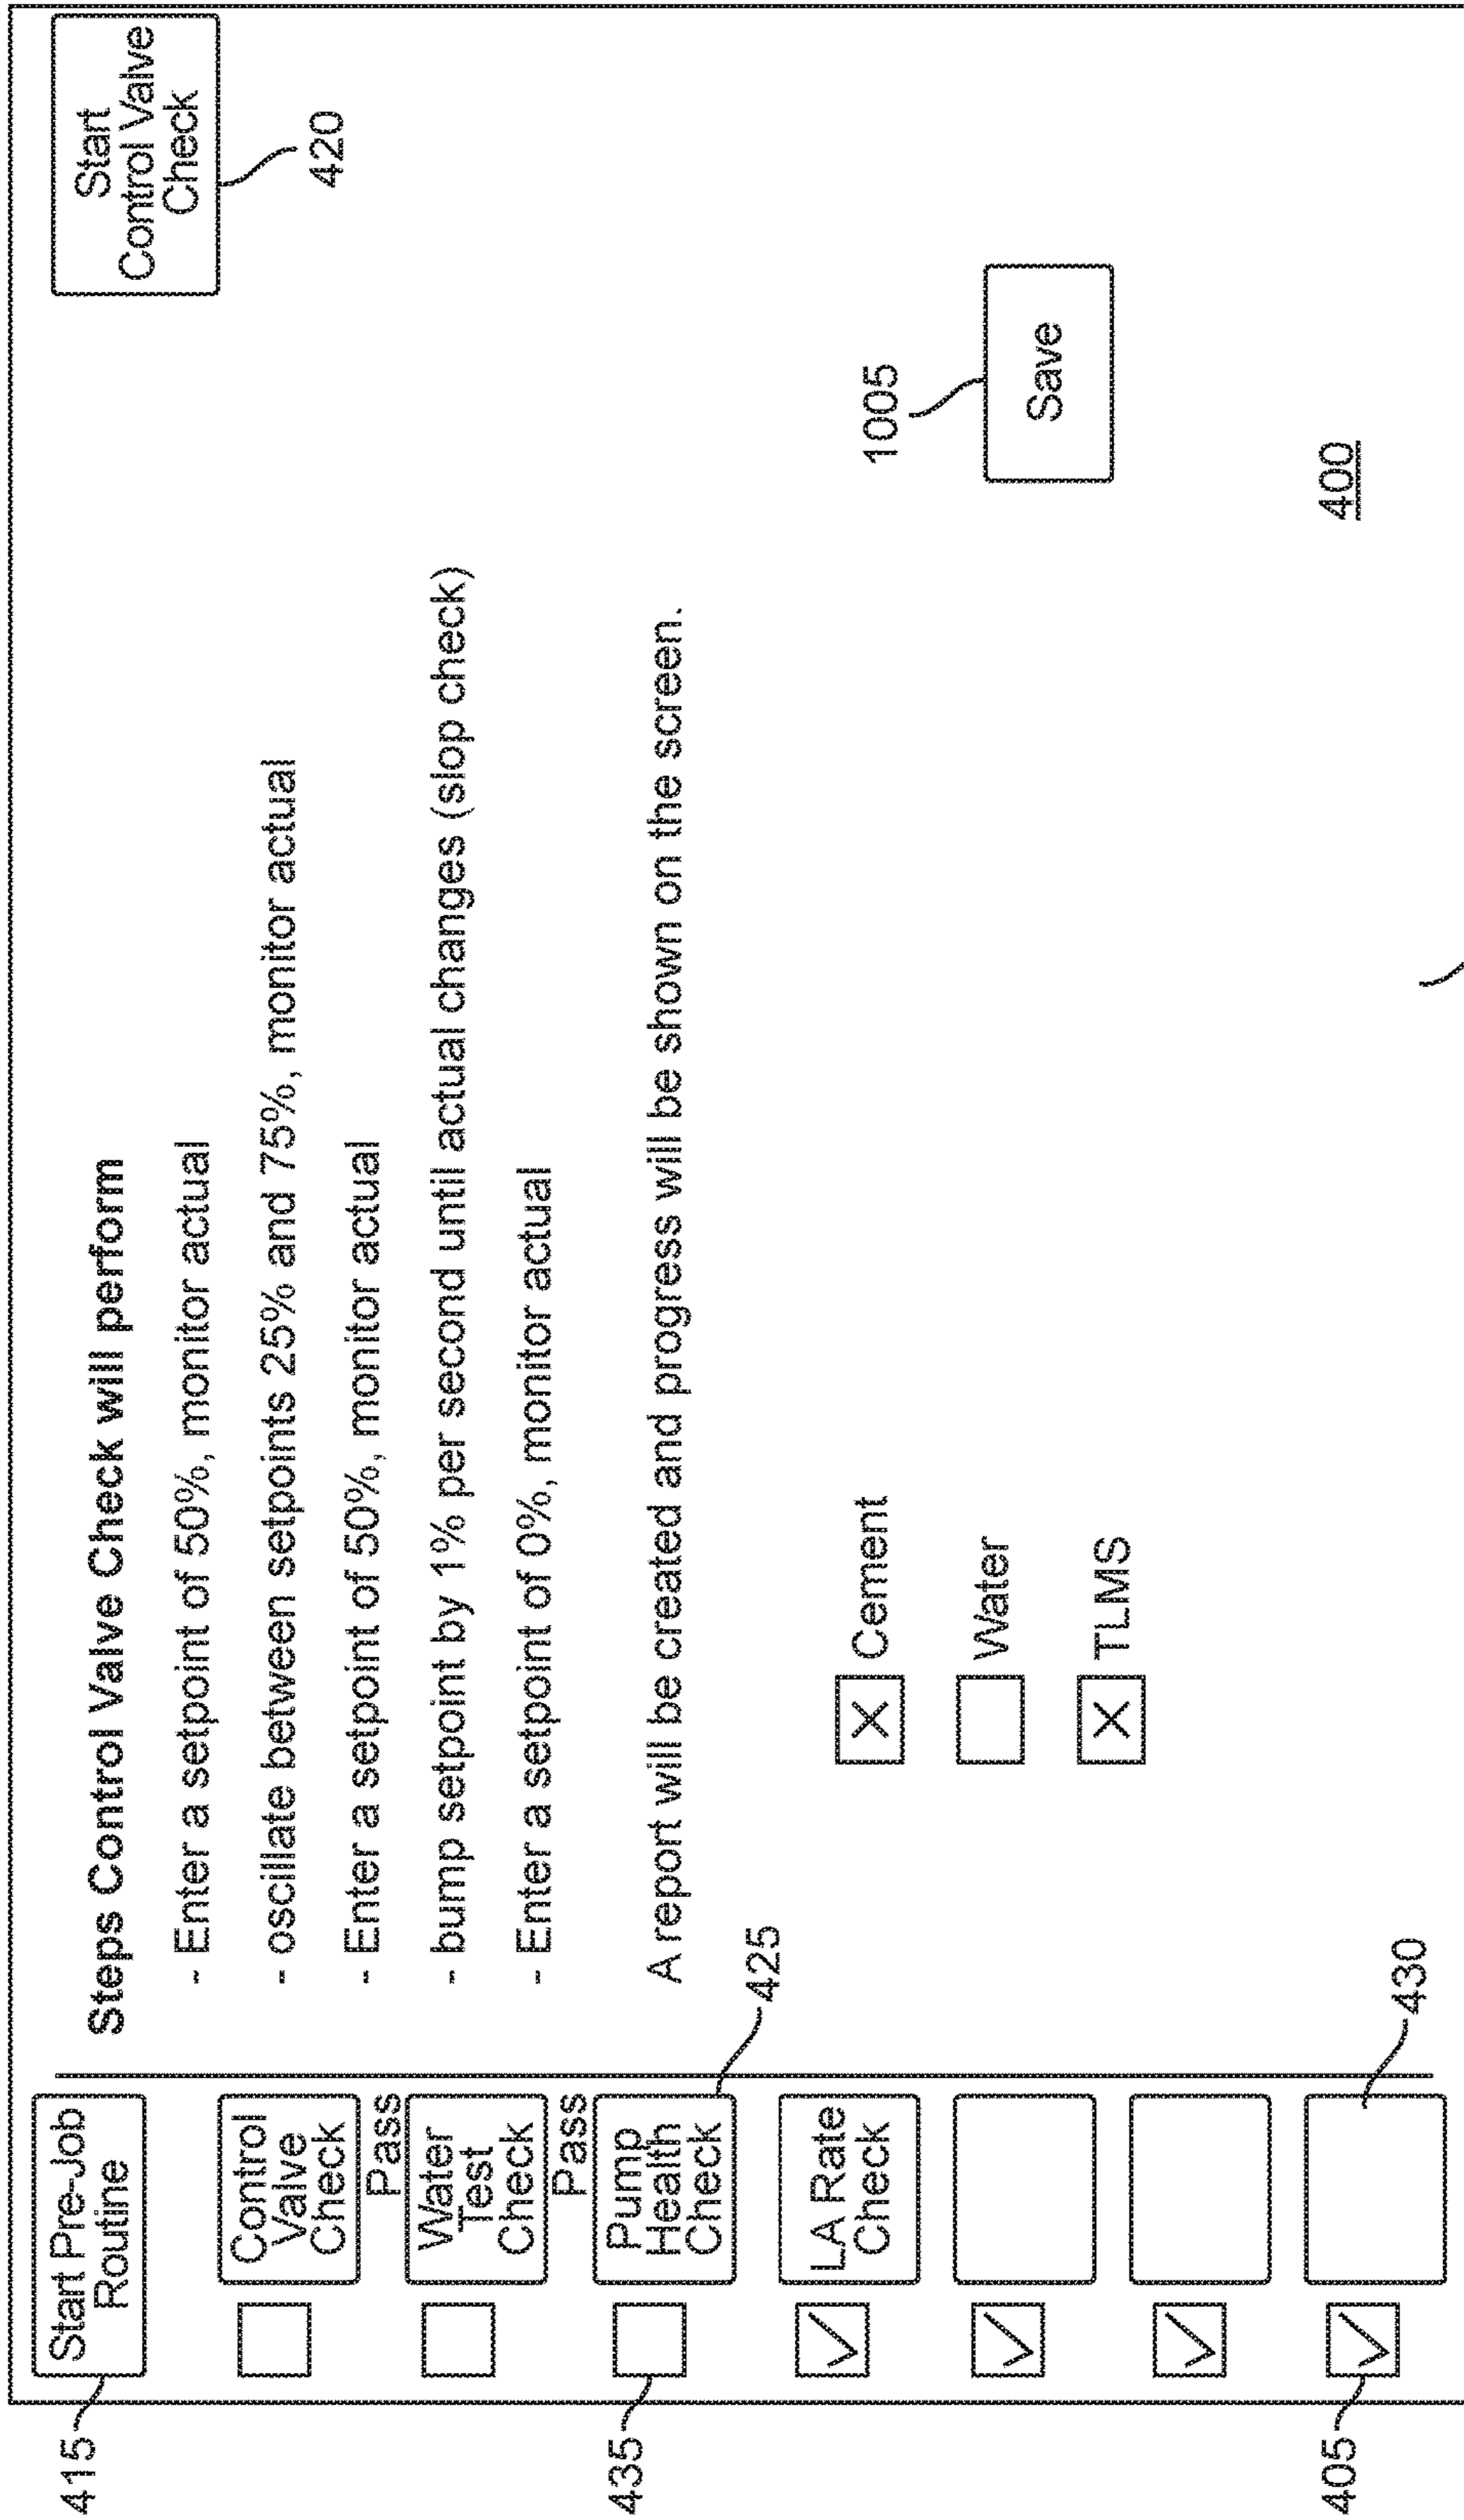 415
Start Pre-Job
Routine
Control
Valve
Check
Pass
Water
Test
Check
Pass
435
Pump
Health
Check
425
LA Rate
Check
405
430
Steps Control Valve Check will perform
- Enter a setpoint of 50%, monitor actual
- oscillate between setpoints 25% and 75%, monitor actual
- Enter a setpoint of 50%, monitor actual
- bump setpoint by 1% per second until actual changes (slop check)
- Enter a setpoint of 0%, monitor actual
A report will be created and progress will be shown on the screen.
Cement
Water
TLMS
Start
Control Valve
Check
420
1005
Save
400